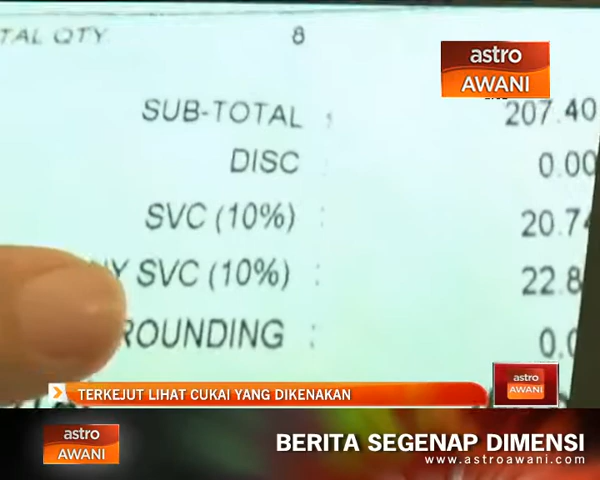 TAL QTY 8
astro
AWANI
SUB-TOTAL : 207.40
DISC 0.00
SVC (10%) : 20.74
SVC (10%) : 22.8
ROUNDING : 0.0
TERKEJUT LIHAT CUKAI YANG DIKENAKAN
astro
AWANI
astro
AWANI
BERITA SEGENAP DIMENSI
www.astroawani.com